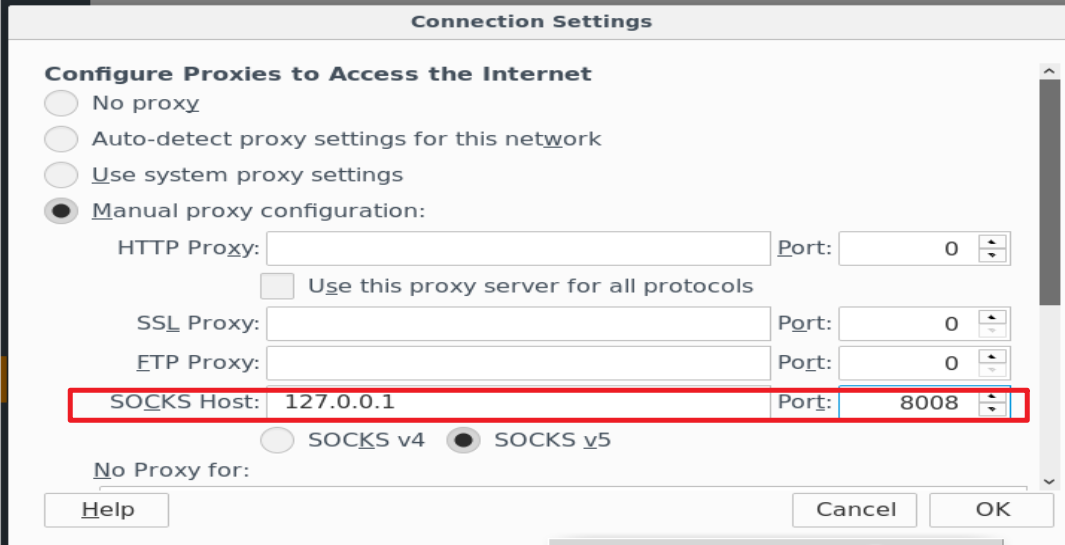 Connection Settings
Configure Proxies to Access the Internet
No proxy
Auto-detect proxy settings for this network
Use system proxy settings
Manual proxy configuration:
HTTP Proxy: Port: 0
Use this proxy server for all protocols
SSL Proxy: Port: 0
FTP Proxy: Port: 0
SOCKS Host: 127.0.0.1 Port: 8008
SOCKS v4 SOCKS v5
No Proxy for:
Help Cancel OK